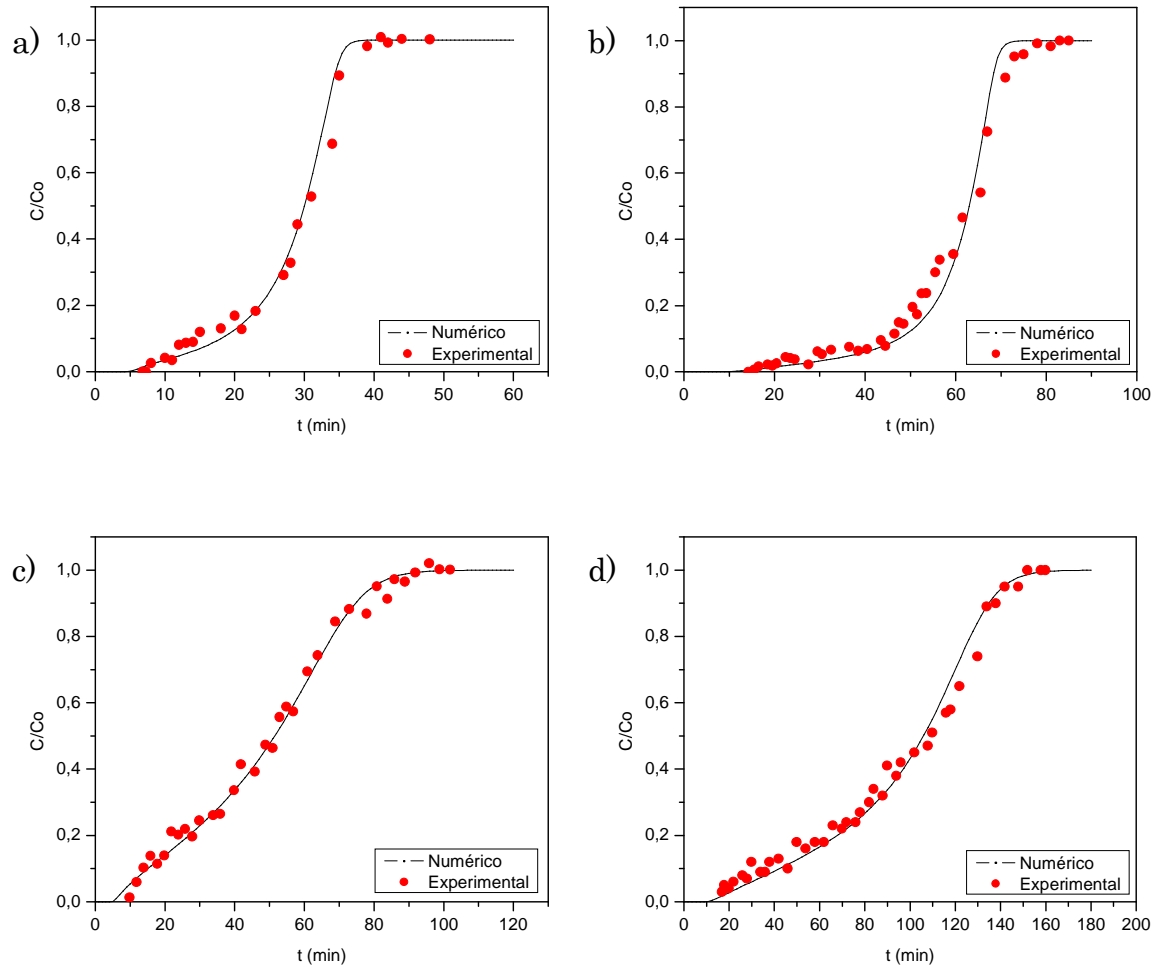 a)
1,0
0,8
0,6
0,4
0,2
0,0
C/Co
0 10 20 30 40 50 60
t (min)
Numérico
Experimental
b)
1,0
0,8
0,6
0,4
0,2
0,0
C/Co
0 20 40 60 80 100
t (min)
Numérico
Experimental
c)
1,0
0,8
0,6
0,4
0,2
0,0
C/Co
0 20 40 60 80 100 120
t (min)
Numérico
Experimental
d)
1,0
0,8
0,6
0,4
0,2
0,0
C/Co
0 20 40 60 80 100 120 140 160 180 200
t (min)
Numérico
Experimental